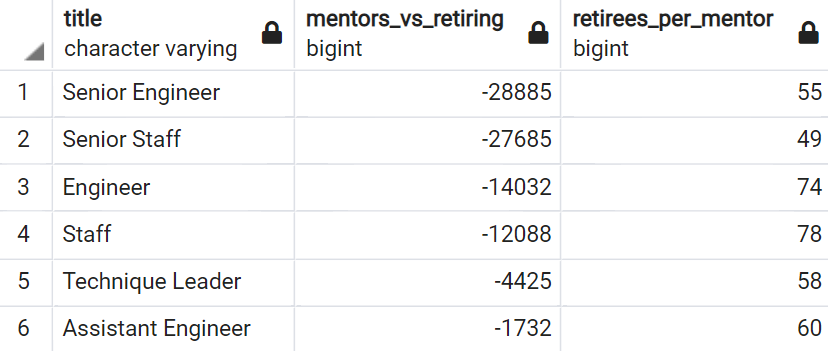 title mentors_vs_retiring retirees_per_mentor
character varying bigint bigint
1 Senior Engineer -28885 55
2 Senior Staff -27685 49
3 Engineer -14032 74
4 Staff -12088 78
5 Technique Leader -4425 58
6 Assistant Engineer -1732 60